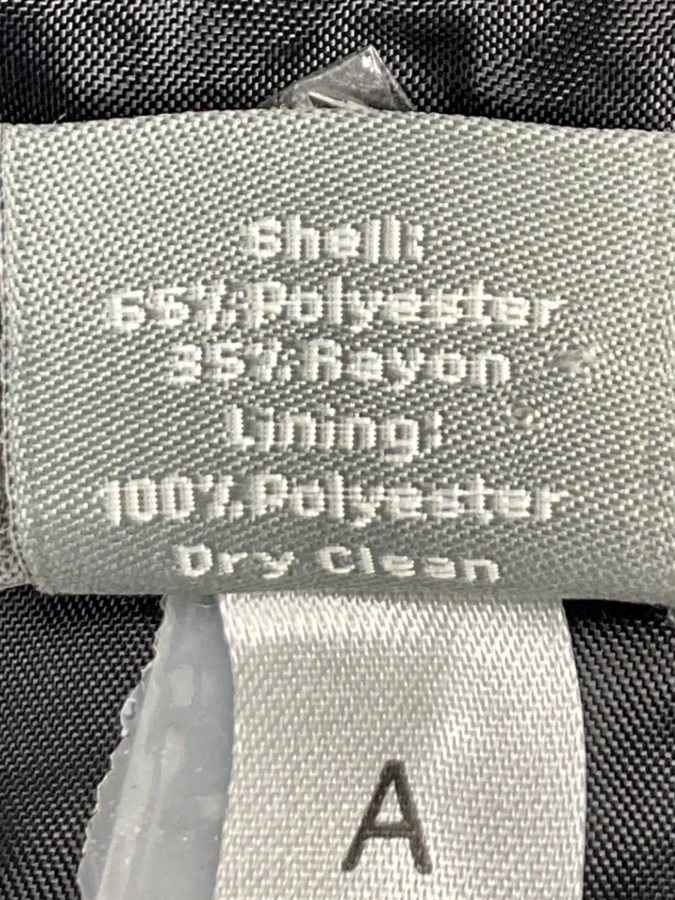 Shell:
65% Polyester
35% Rayon
Lining:
100% Polyester
Dry Clean
A